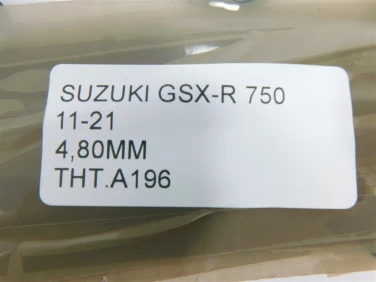 SUZUKI GSX-R 750
11-21
4,80MM
THT.A196